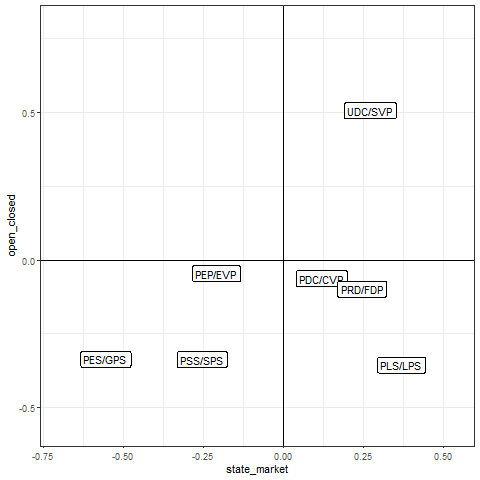 0.5
0.0
-0.5
open_closed
UDC/SVP
PEP/EVP
PDC/CVP
PRD/FDP
PES/GPS
PSS/SPS
PLS/LPS
-0.75
-0.50
-0.25
0.00
0.25
0.50
state_market